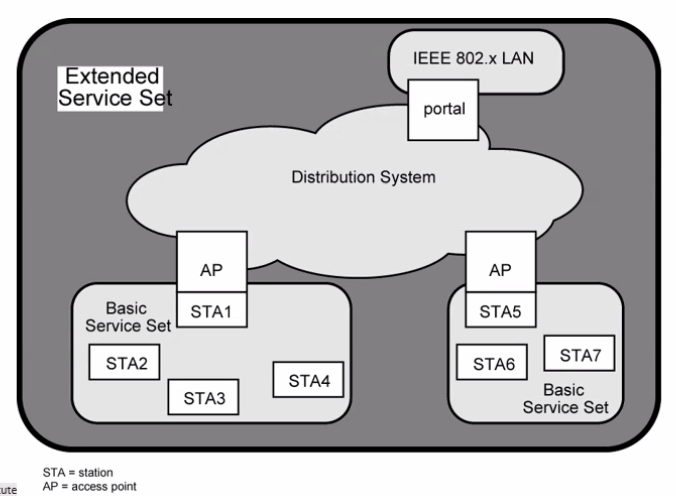 IEEE 802.x LAN
Extended
Service Set
portal
Distribution System
AP
AP
STA1
STA5
Basic
Service Set
STA2
STA3
STA4
STA6
STA7
Basic
Service Set
STA = station
AP = access point